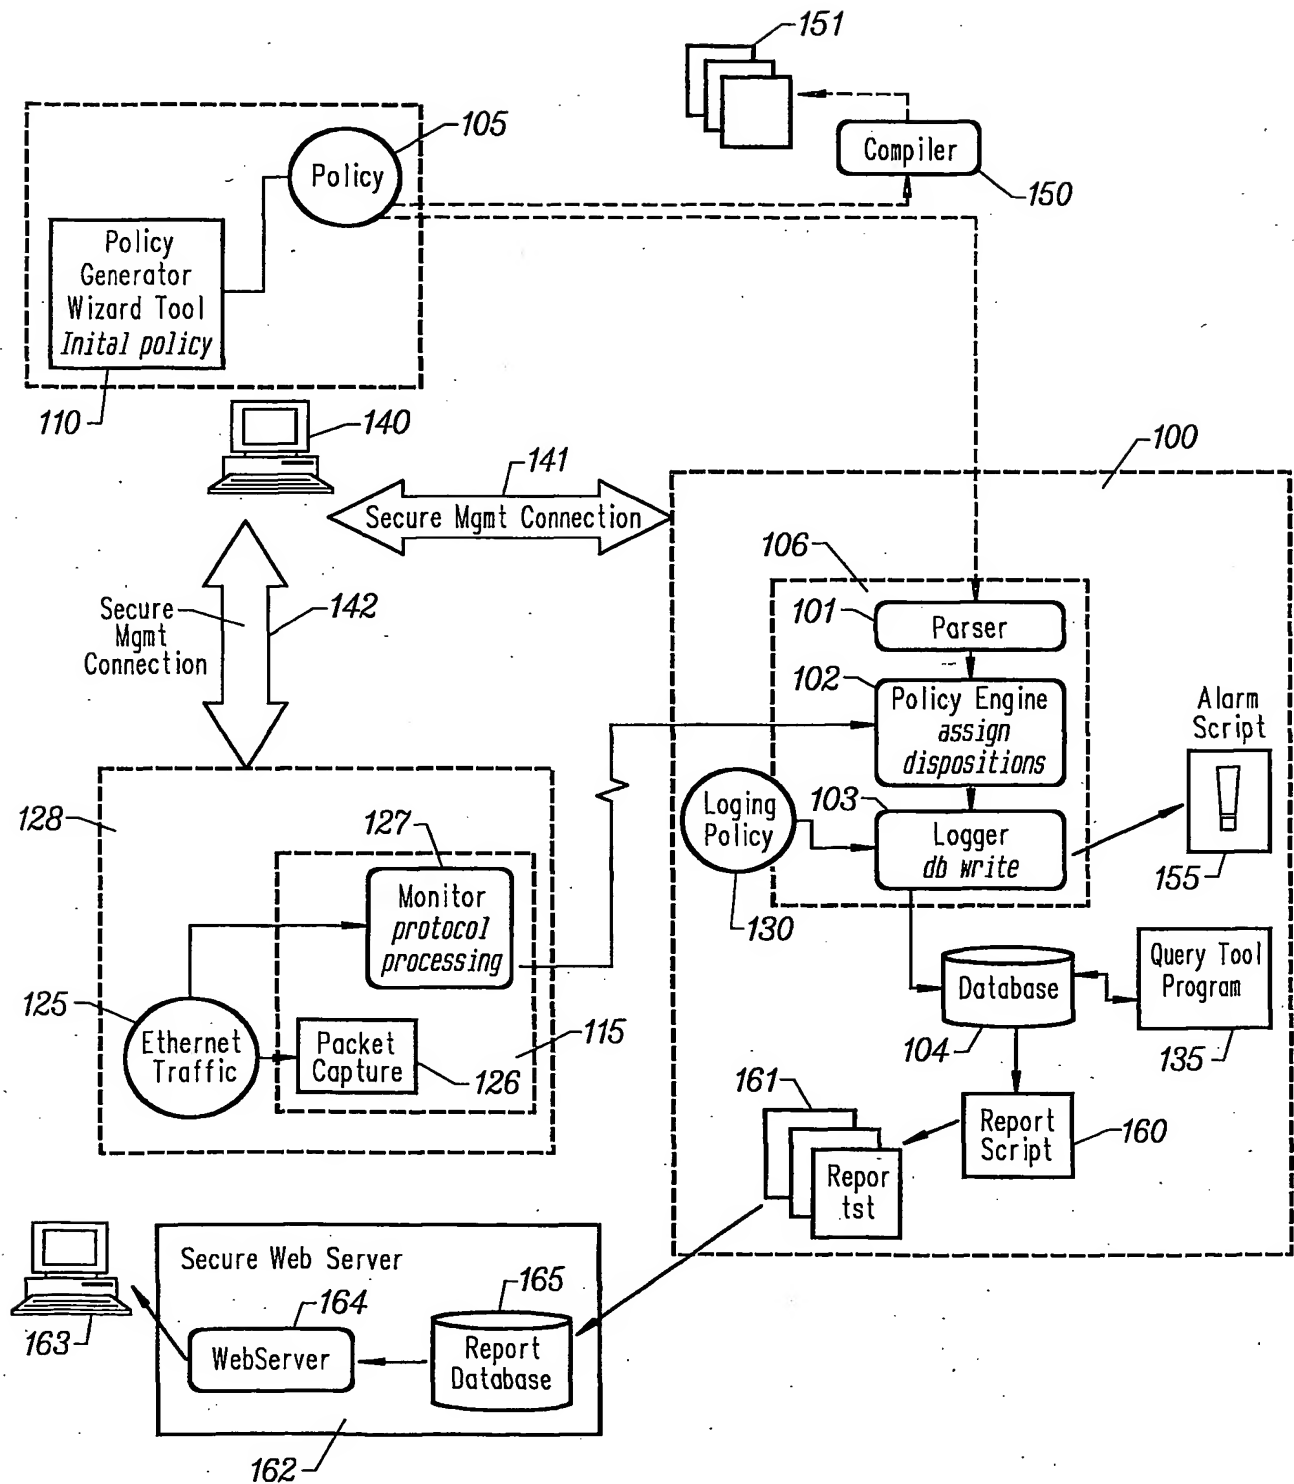 151
105
Policy
Compiler
150
Policy
Generator
Wizard Tool
Inital policy
110
140
141
Secure Mgmt Connection
100
142
Secure
Mgmt
Connection
106
101
Parser
102
Policy Engine
assign
dispositions
Alarm
Script
155
103
Loging
Policy
130
Logger
db write
128
127
Monitor
protocol
processing
125
Ethernet
Traffic
Packet
Capture
126
115
Database
104
Query Tool
Program
135
161
Repor
tst
Report
Script
160
Secure Web Server
163
164
WebServer
165
Report
Database
162